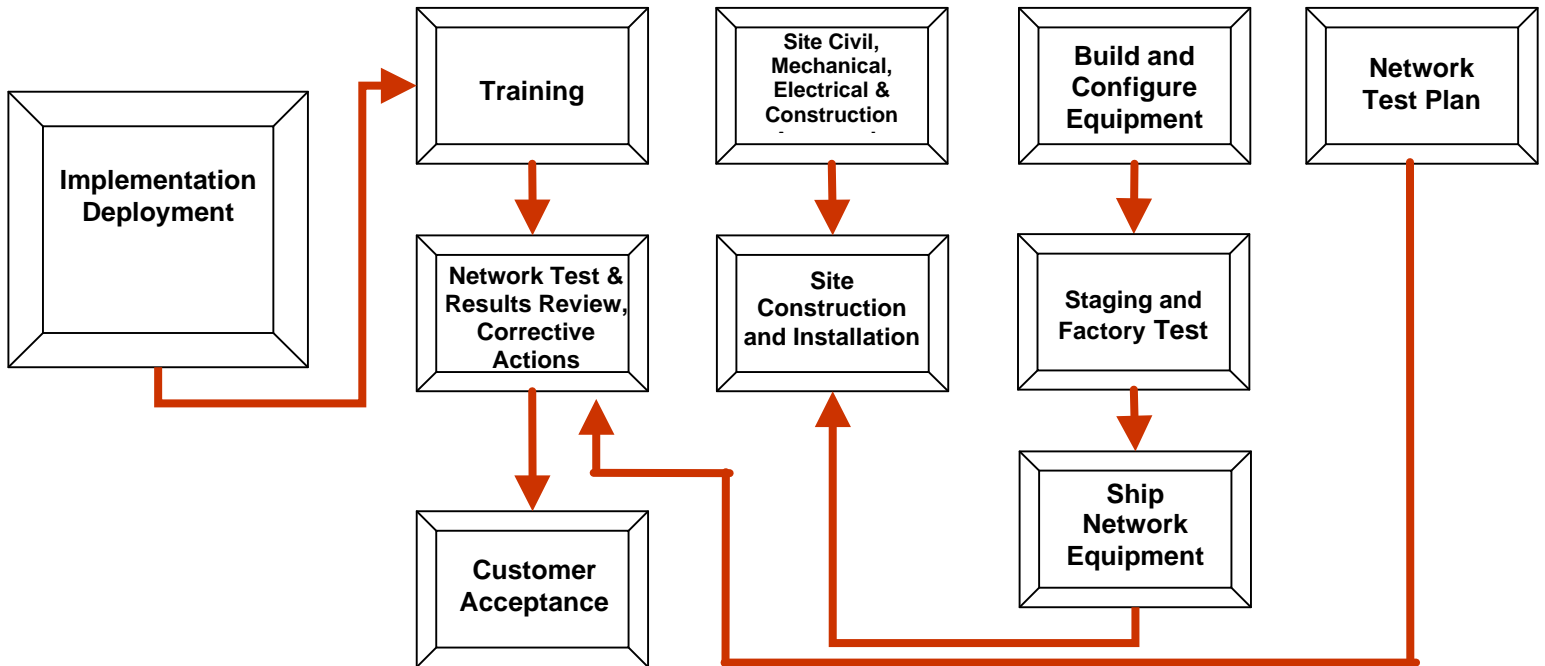 Implementation
Deployment
Training
Site Civil,
Mechanical,
Electrical &
Construction
Build and
Configure
Equipment
Network
Test Plan
Network Test &
Results Review,
Corrective
Actions
Site
Construction
and Installation
Staging and
Factory Test
Ship
Network
Equipment
Customer
Acceptance